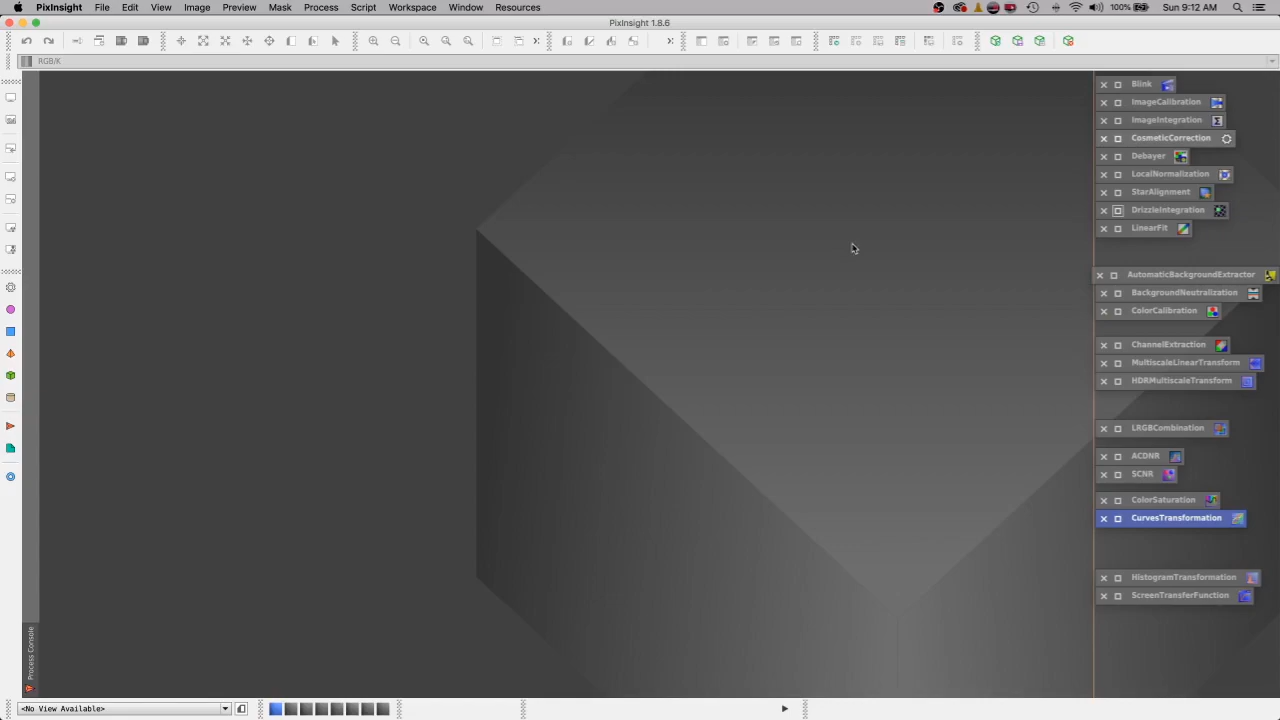 PixInsight File Edit View Image Preview Mask Process Script Workspace Window Resources 100% Sun 9:12 AM
PixInsight 1.8.6
RGB/K
Blink
ImageCalibration
ImageIntegration
CosmeticCorrection
Debayer
LocalNormalization
StarAlignment
DrizzleIntegration
LinearFit
AutomaticBackgroundExtractor
BackgroundNeutralization
ColorCalibration
ChannelExtraction
MultiscaleLinearTransform
HDRMultiscaleTransform
LRGBCombination
ACDNR
SCNR
ColorSaturation
CurvesTransformation
HistogramTransformation
ScreenTransferFunction
Process Console
<No View Available>